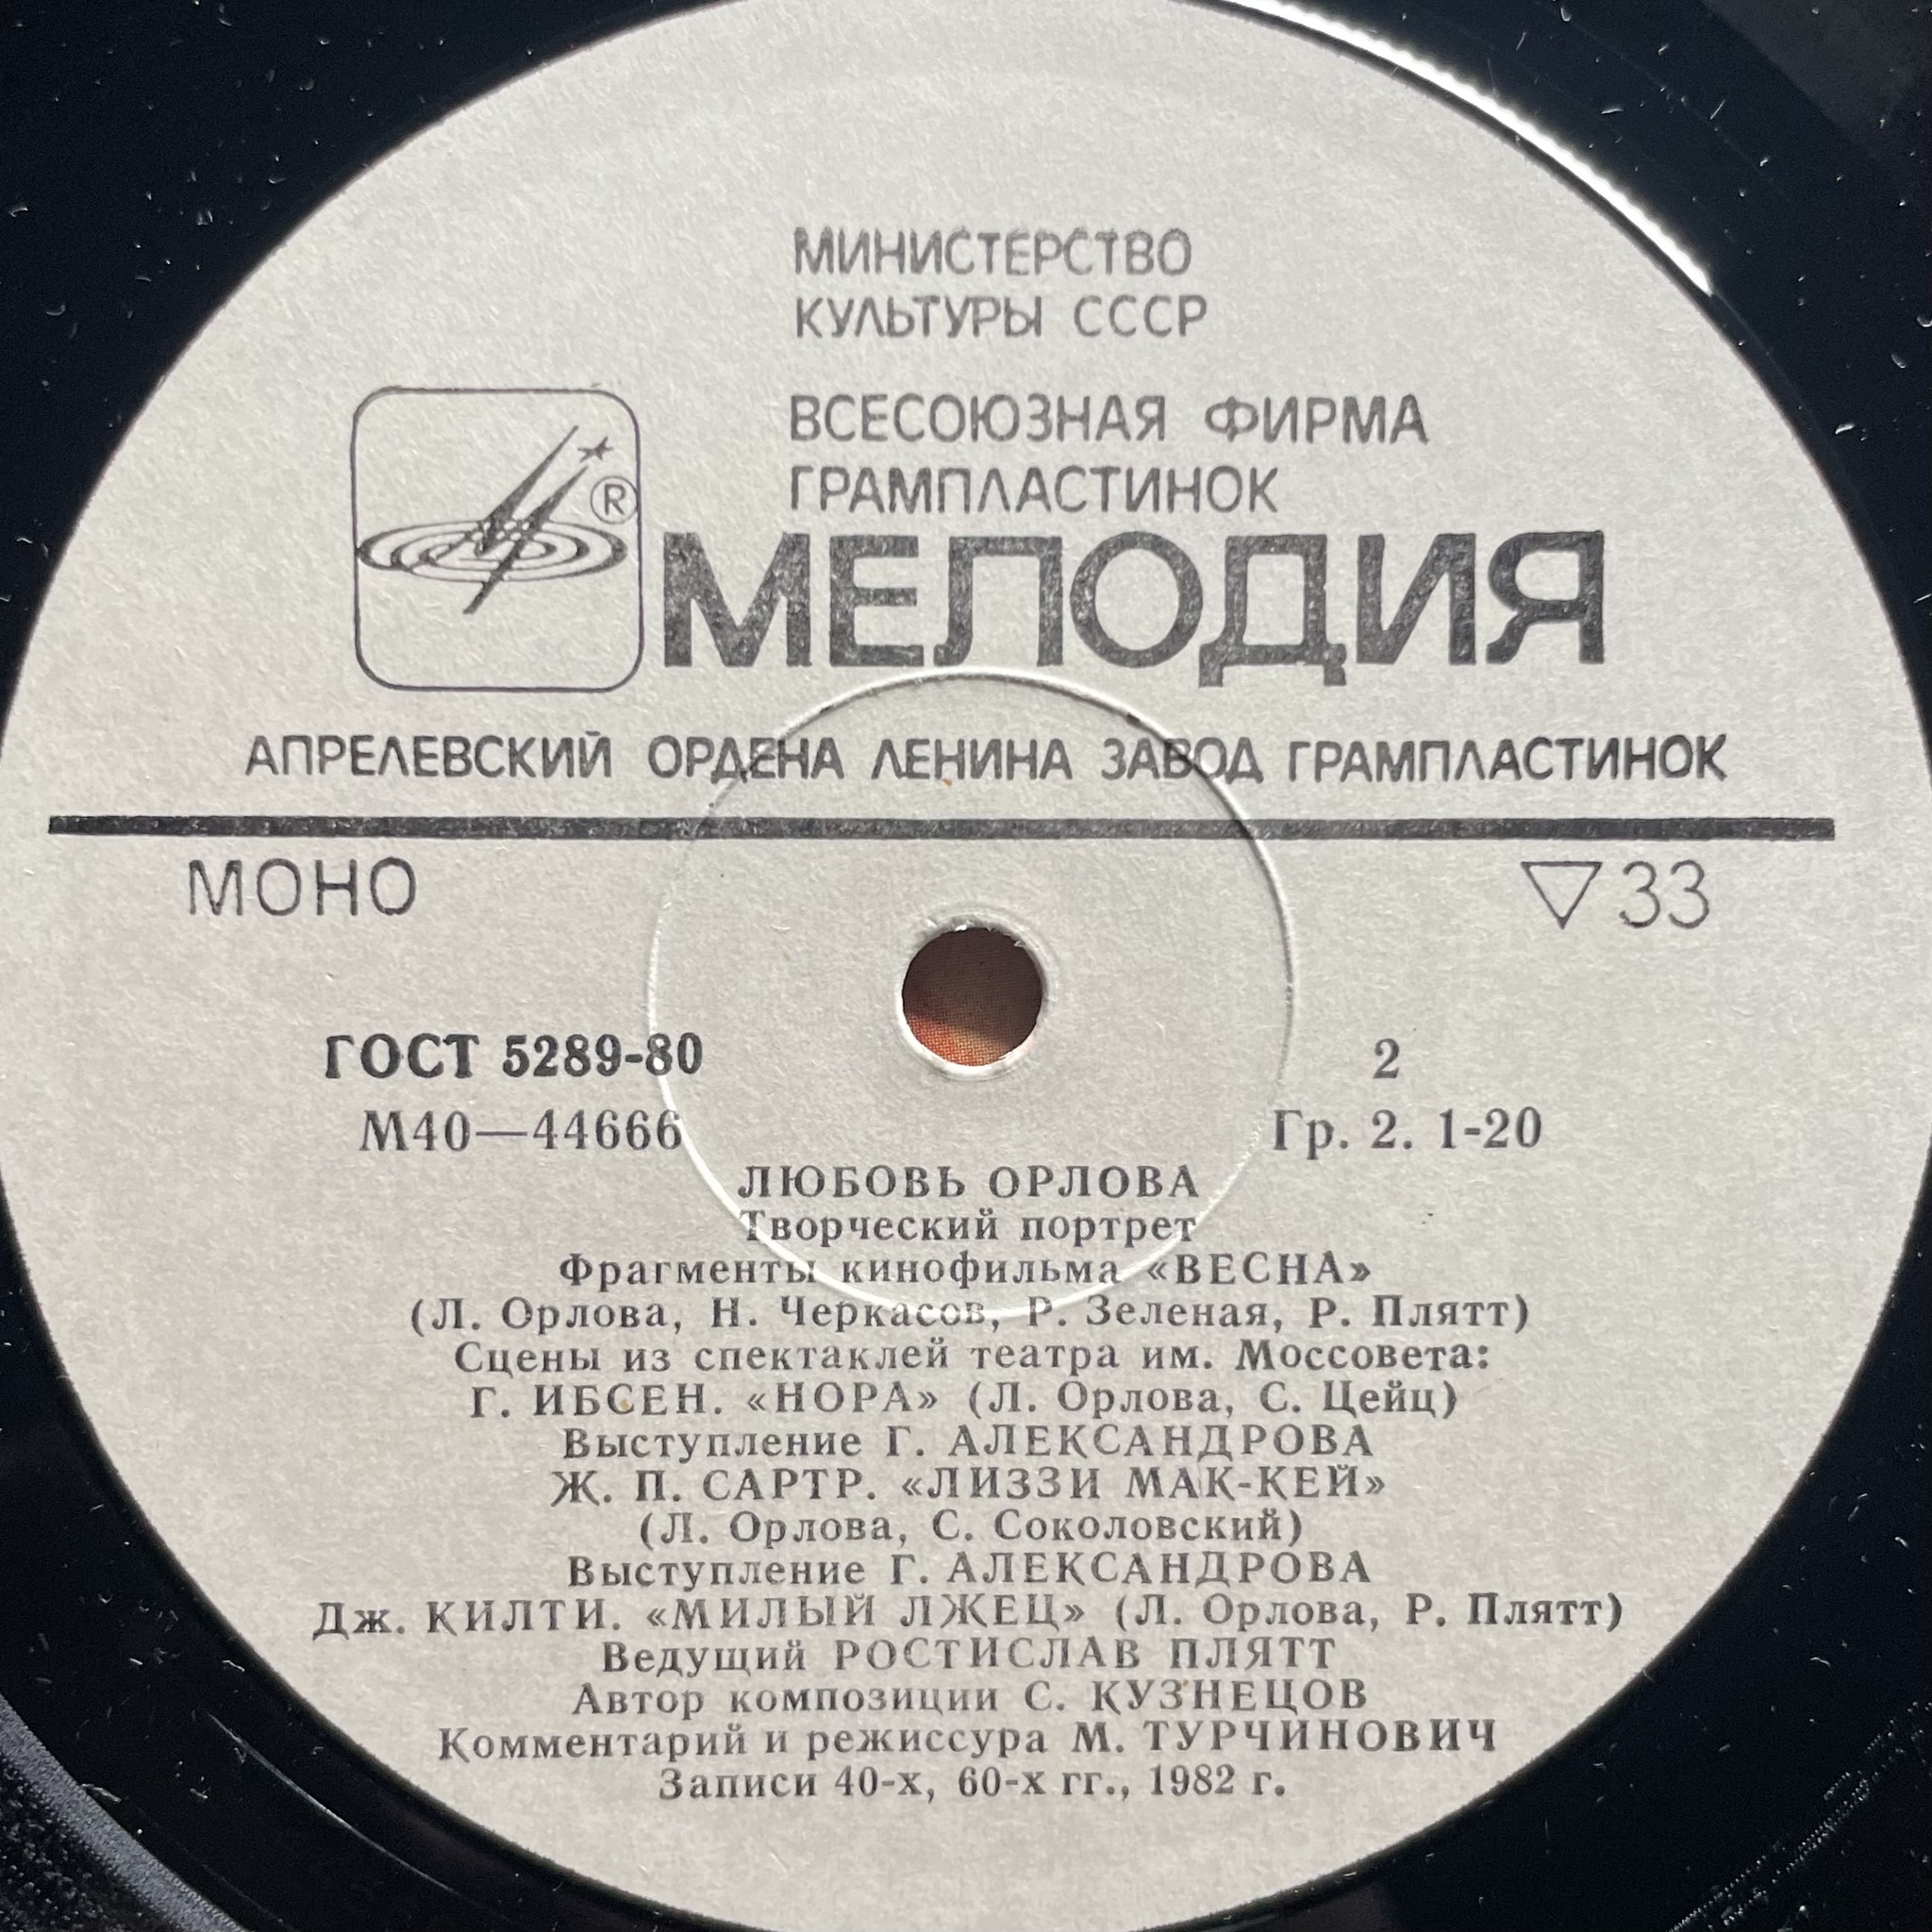 МИНИСТЕРСТВО
КУЛЬТУРЫ СССР
ВСЕСОЮЗНАЯ ФИРМА
ГРАМПЛАСТИНОК
®
МЕЛОДИЯ
АПРЕЛЕВСКИЙ ОРДЕНА ЛЕНИНА ЗАВОД ГРАМПЛАСТИНОК
МОНО ▽33
ГОСТ 5289-80 2
М40—44666 Гр. 2. 1-20
ЛЮБОВЬ ОРЛОВА
Творческий портрет
Фрагменты кинофильма «ВЕСНА»
(Л. Орлова, Н. Черкасов, Р. Зеленая, Р. Плятт)
Сцены из спектаклей театра им. Моссовета:
Г. ИБСЕН. «НОРА» (Л. Орлова, С. Цейц)
Выступление Г. АЛЕКСАНДРОВА
Ж. П. САРТР. «ЛИЗЗИ МАК-КЕЙ»
(Л. Орлова, С. Соколовский)
Выступление Г. АЛЕКСАНДРОВА
Дж. КИЛТИ. «МИЛЫЙ ЛЖЕЦ» (Л. Орлова, Р. Плятт)
Ведущий РОСТИСЛАВ ПЛЯТТ
Автор композиции С. КУЗНЕЦОВ
Комментарий и режиссура М. ТУРЧИНОВИЧ
Записи 40-х, 60-х гг., 1982 г.